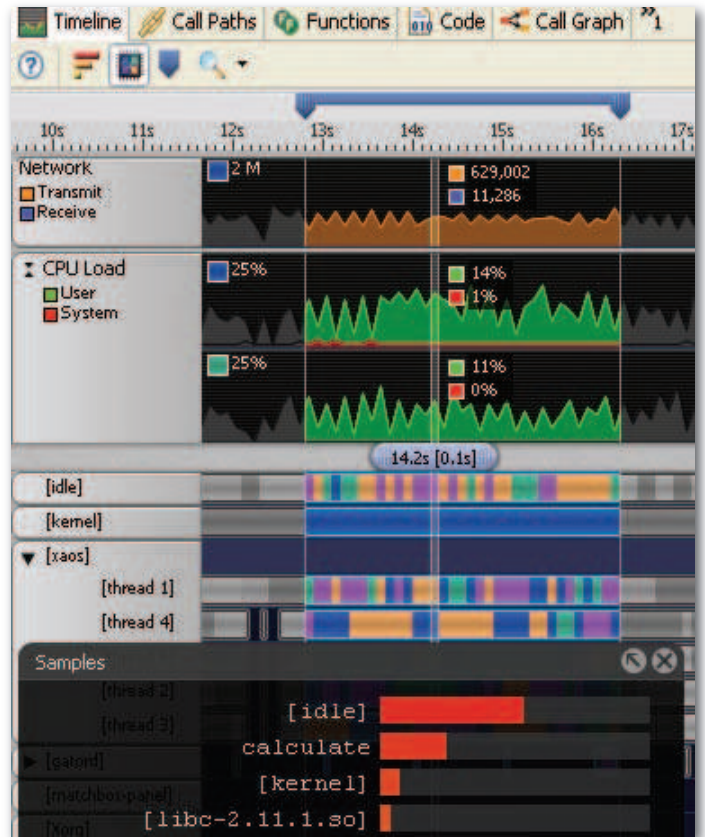 Timeline Call Paths Functions Code Call Graph »1
10s 11s 12s 13s 14s 15s 16s 17s
Network 2 M 629,002
Transmit 11,286
Receive
CPU Load 25% 14%
User 1%
System
25% 11%
0%
14.2s [0.1s]
[idle]
[kernel]
[xaos]
[thread 1]
[thread 4]
Samples
[thread 2]
[idle]
[thread 3]
calculate
[gatord]
[kernel]
[matchbox-panel]
[libc-2.11.1.so]
[Xorg]